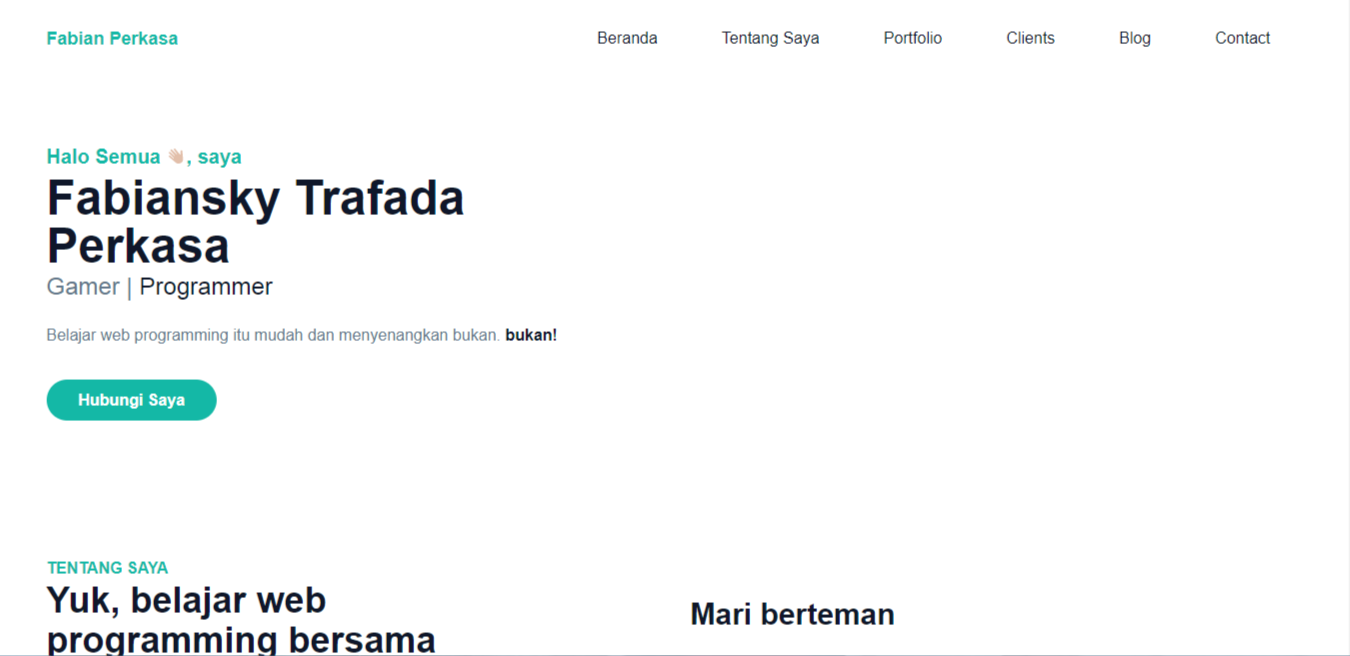 Fabian Perkasa
Beranda
Tentang Saya
Portfolio
Clients
Blog
Contact
Halo Semua 👋🏻, saya
Fabiansky Trafada
Perkasa
Gamer | Programmer
Belajar web programming itu mudah dan menyenangkan bukan. bukan!
Hubungi Saya
TENTANG SAYA
Yuk, belajar web
programming bersama
Mari berteman